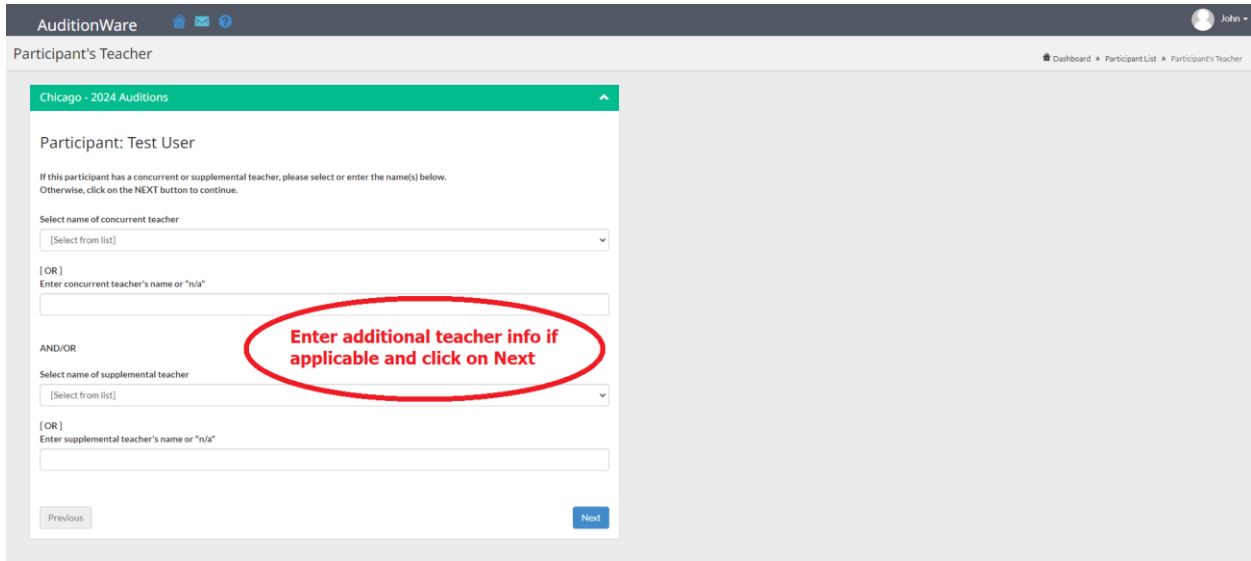 AuditionWare
John
Participant's Teacher
Dashboard » Participant List » Participant's Teacher
Chicago - 2024 Auditions
Participant: Test User
If this participant has a concurrent or supplemental teacher, please select or enter the name(s) below.
Otherwise, click on the NEXT button to continue.
Select name of concurrent teacher
[Select from list]
[ OR ]
Enter concurrent teacher's name or "n/a"
Enter additional teacher info if
applicable and click on Next
AND/OR
Select name of supplemental teacher
[Select from list]
[ OR ]
Enter supplemental teacher's name or "n/a"
Previous
Next